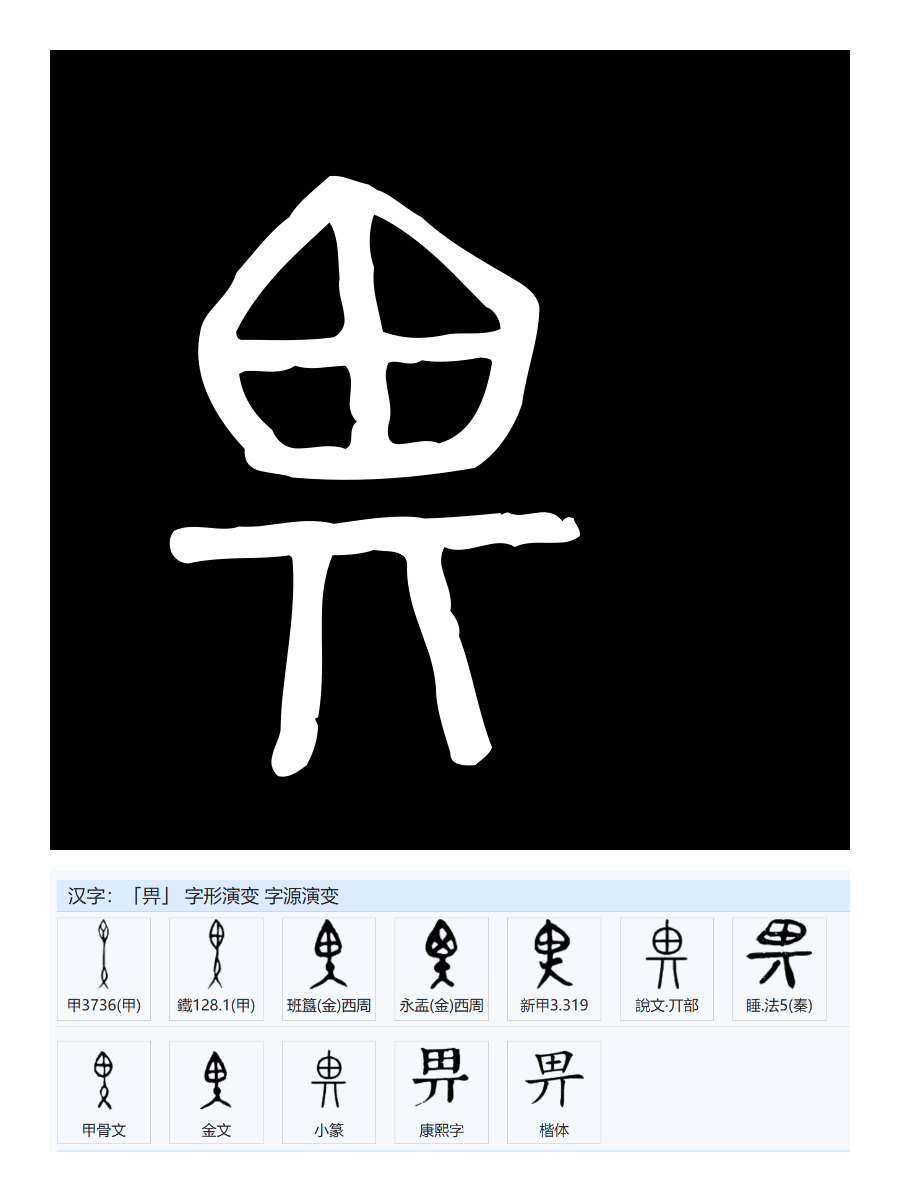 畀
汉字：「畀」 字形演变 字源演变
甲3736(甲) 鐵128.1(甲) 班簋(金)西周 永盂(金)西周 新甲3.319 說文·丌部 睡.法5(秦)
甲骨文 金文 小篆 康熙字 楷体